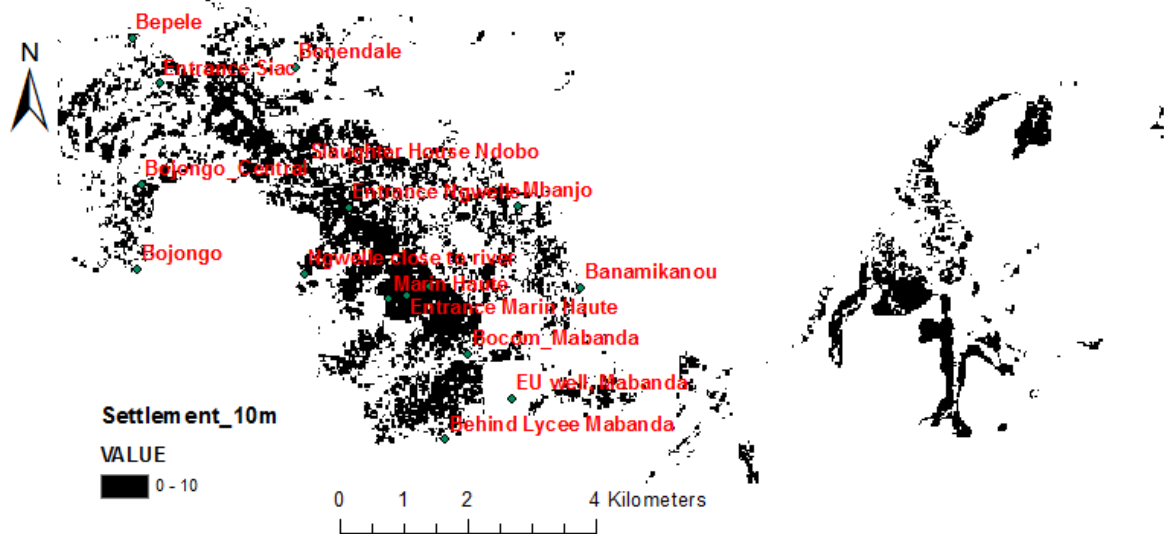 Bepele
N
Bonendale
Entrance Siac
Slaughter House Ndobo
Bojongo_Central
Entrance Ngwelle
Mbanjo
Bojongo
Ngwelle close to river
Banamikanou
Marin Haute
Entrance Marin Haute
Bocom_Mabanda
EU well, Mabanda
Behind Lycee Mabanda
Settlement_10m
VALUE
0 - 10
0 1 2 4 Kilometers